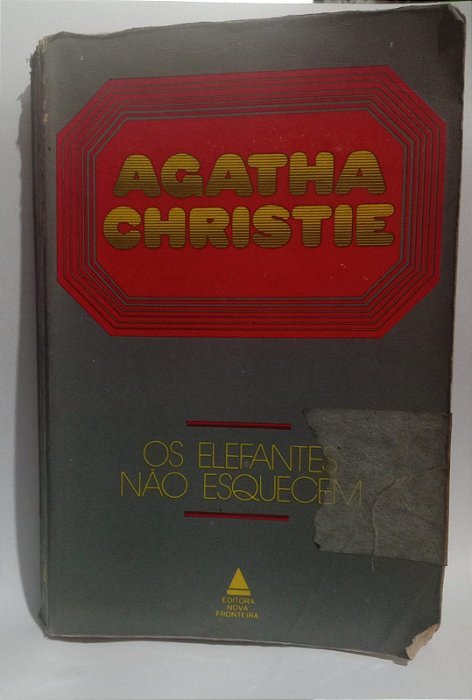 AGATHA
CHRISTIE
OS ELEFANTES
NÃO ESQUECEM
EDITORA
NOVA
FRONTEIRA